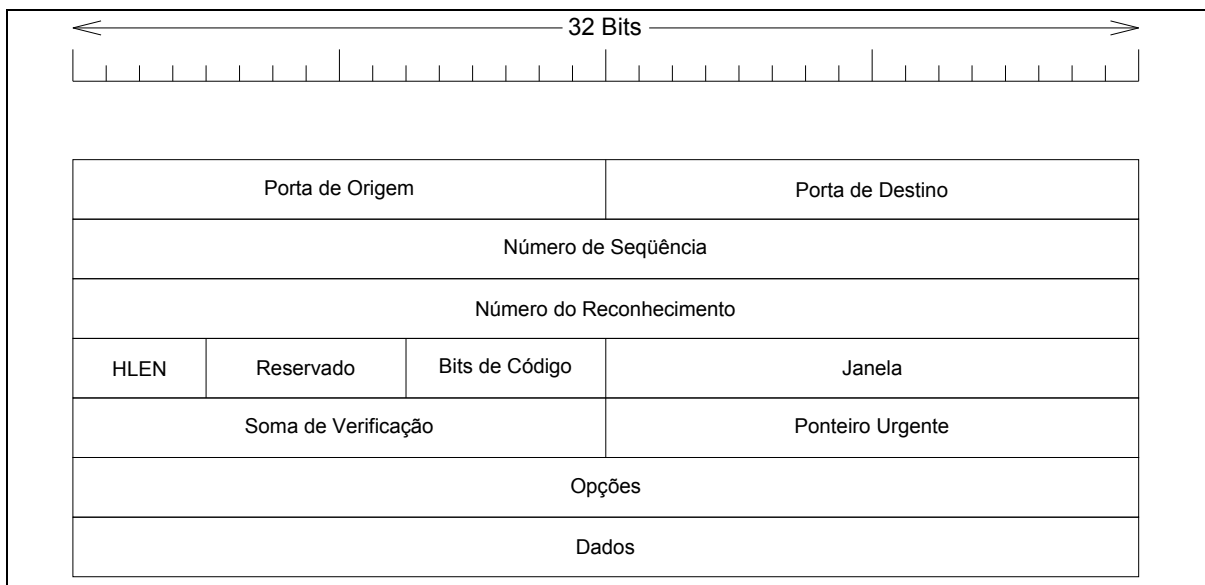 32 Bits
Porta de Origem
Porta de Destino
Número de Seqüência
Número do Reconhecimento
HLEN
Reservado
Bits de Código
Janela
Soma de Verificação
Ponteiro Urgente
Opções
Dados